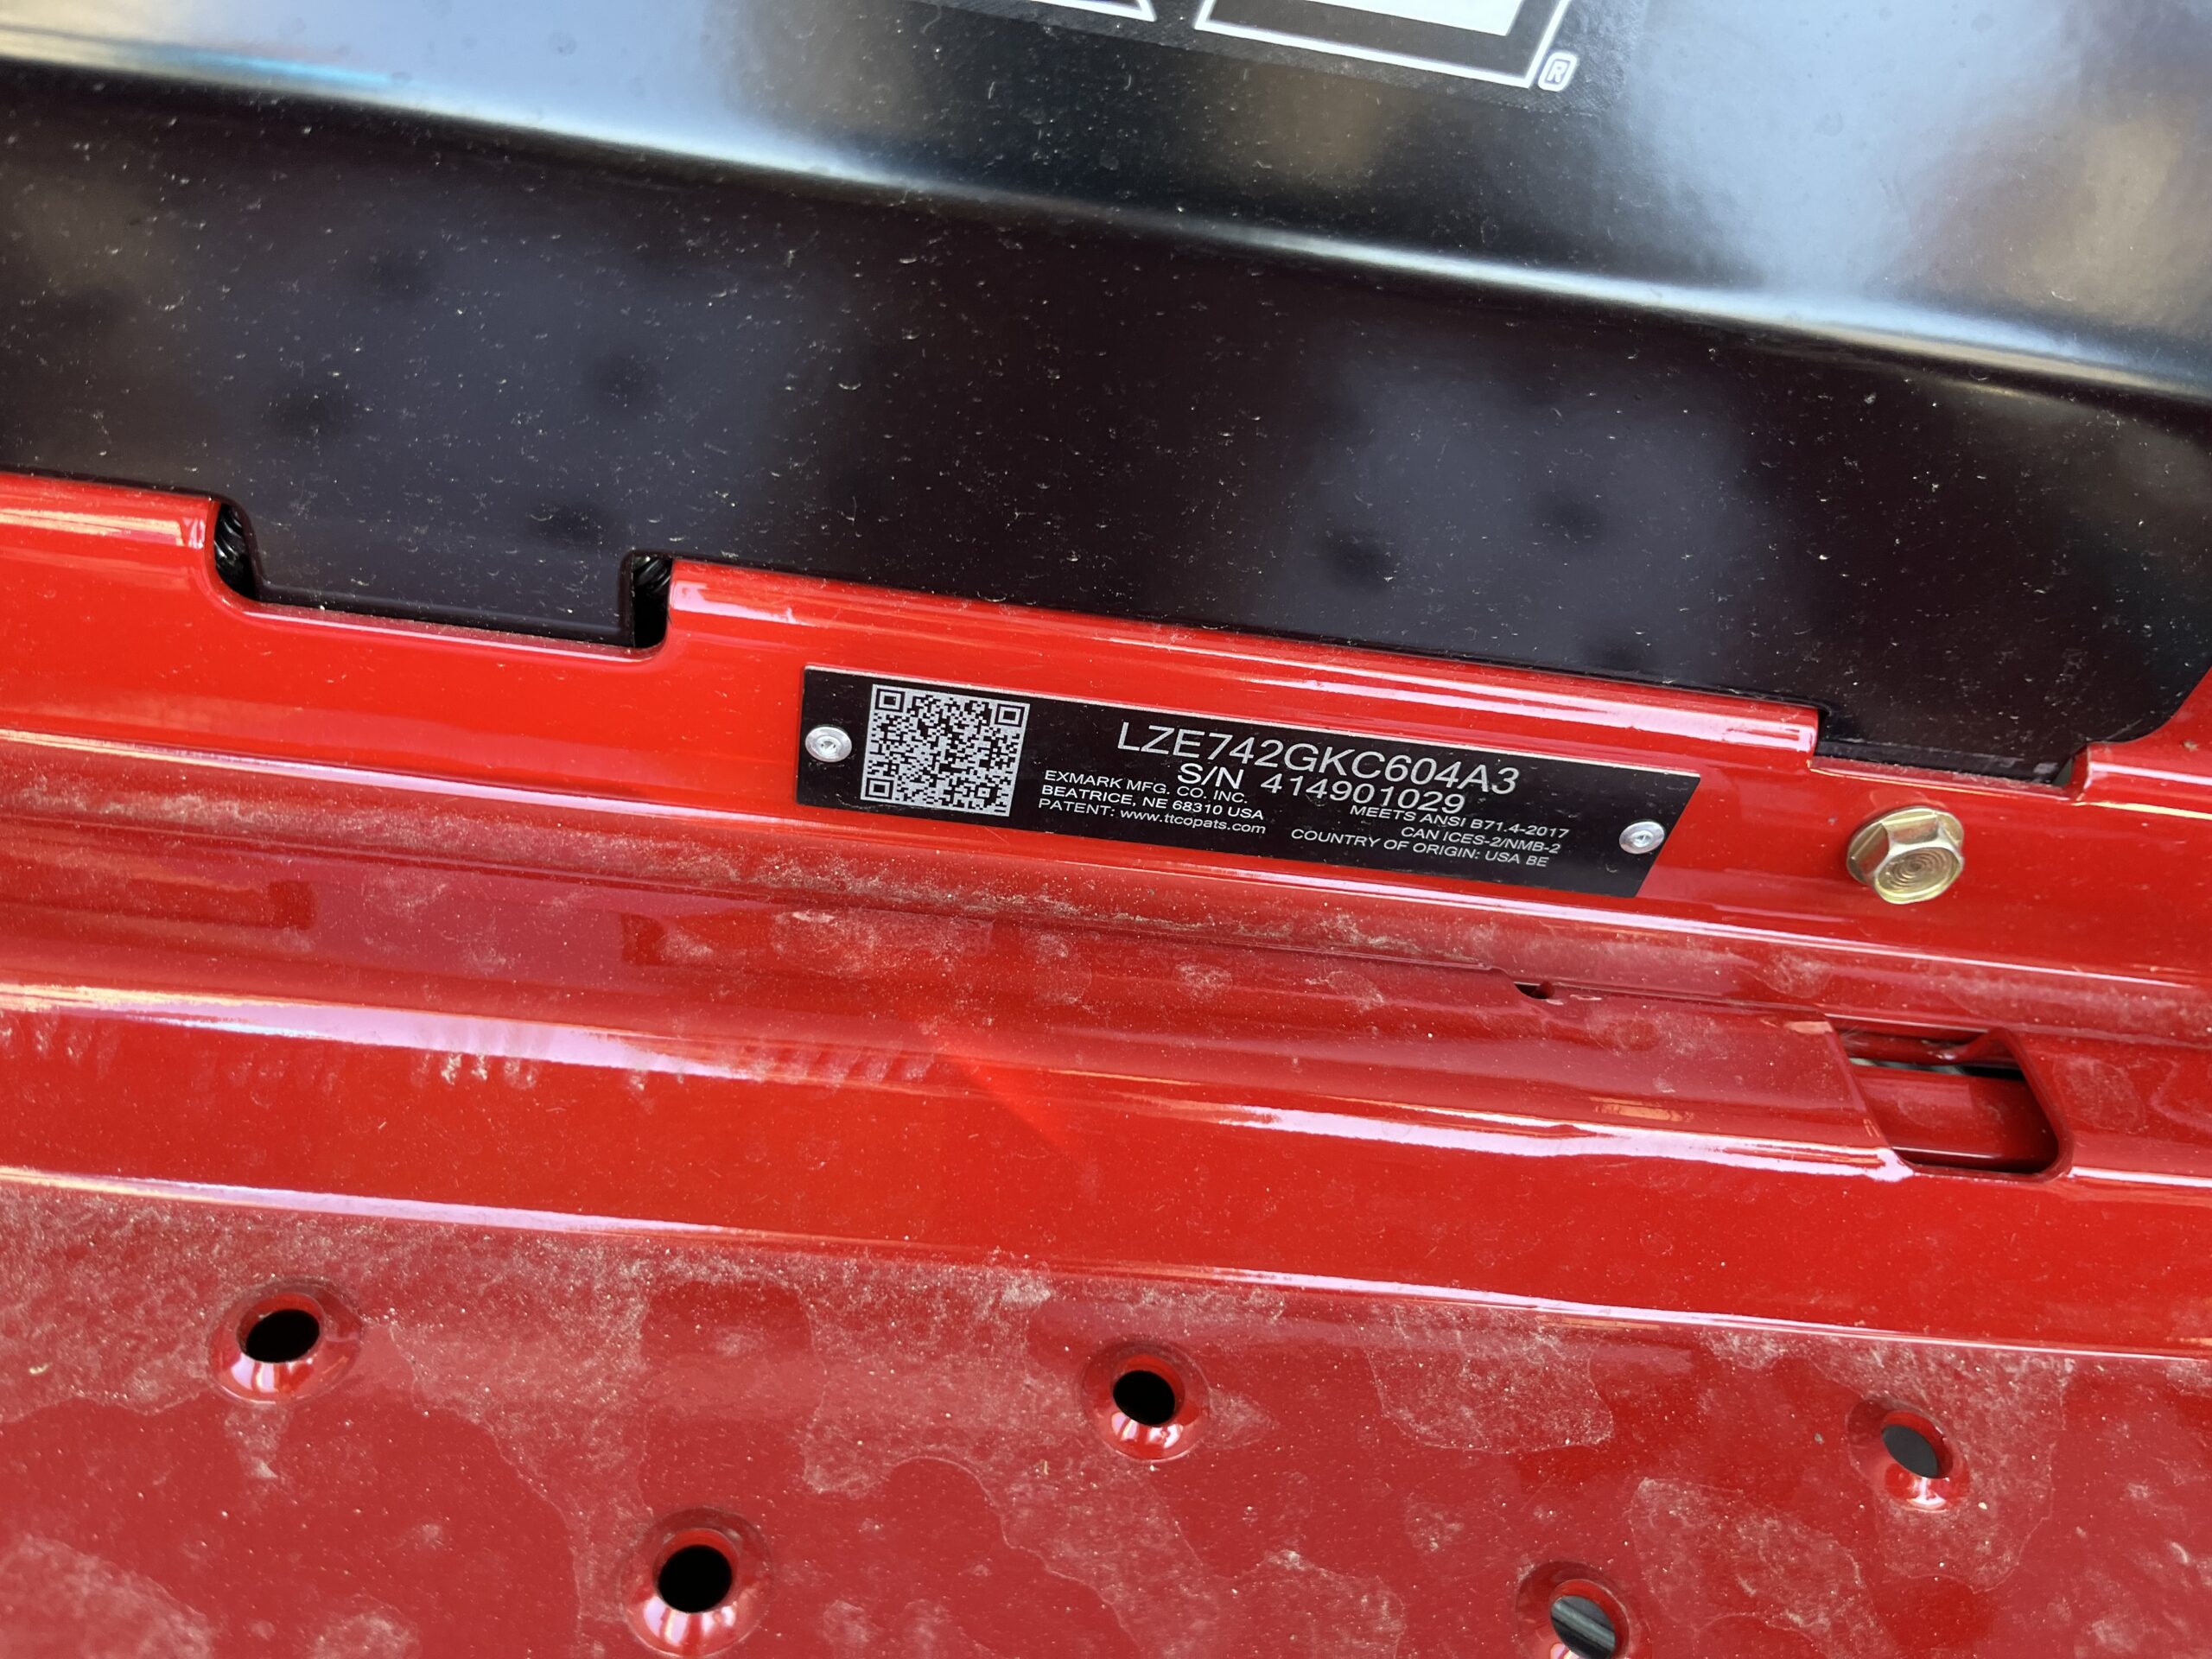 ®
LZE742GKC604A3
S/N 414901029
EXMARK MFG. CO. INC.
BEATRICE, NE 68310 USA
PATENT: www.ttcopats.com
MEETS ANSI B71.4-2017
CAN ICES-2/NMB-2
COUNTRY OF ORIGIN: USA BE